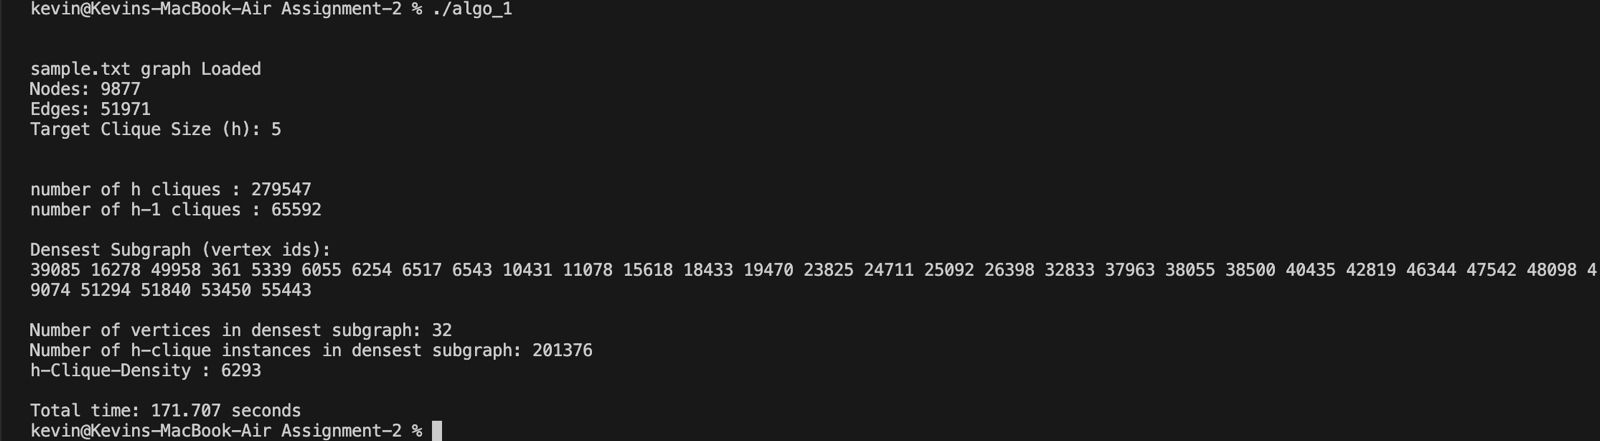 kevin@Kevins-MacBook-Air Assignment-2 % ./algo_1
sample.txt graph Loaded
Nodes: 9877
Edges: 51971
Target Clique Size (h): 5
number of h cliques : 279547
number of h-1 cliques : 65592
Densest Subgraph (vertex ids):
39085 16278 49958 361 5339 6055 6254 6517 6543 10431 11078 15618 18433 19470 23825 24711 25092 26398 32833 37963 38055 38500 40435 42819 46344 47542 48098 4
9074 51294 51840 53450 55443
Number of vertices in densest subgraph: 32
Number of h-clique instances in densest subgraph: 201376
h-Clique-Density : 6293
Total time: 171.707 seconds
kevin@Kevins-MacBook-Air Assignment-2 %